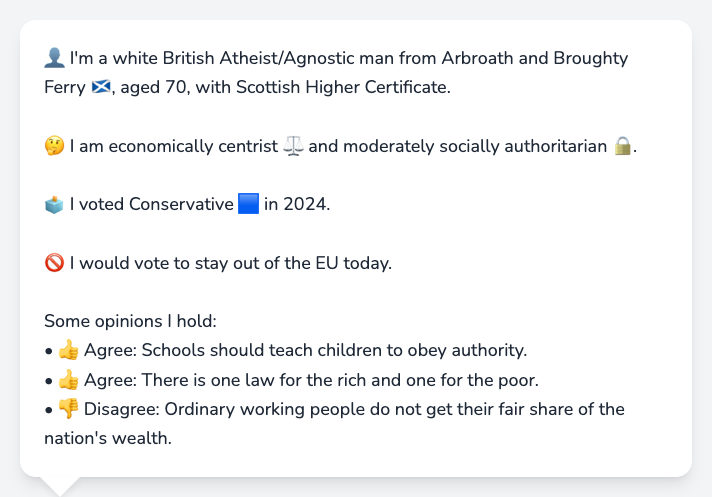 👤 I'm a white British Atheist/Agnostic man from Arbroath and Broughty
Ferry 🏴󠁧󠁢󠁳󠁣󠁴󠁿, aged 70, with Scottish Higher Certificate.
🤔 I am economically centrist ⚖️ and moderately socially authoritarian 🔒.
🗳️ I voted Conservative 🟦 in 2024.
🚫 I would vote to stay out of the EU today.
Some opinions I hold:
• 👍 Agree: Schools should teach children to obey authority.
• 👍 Agree: There is one law for the rich and one for the poor.
• 👎 Disagree: Ordinary working people do not get their fair share of the
nation's wealth.